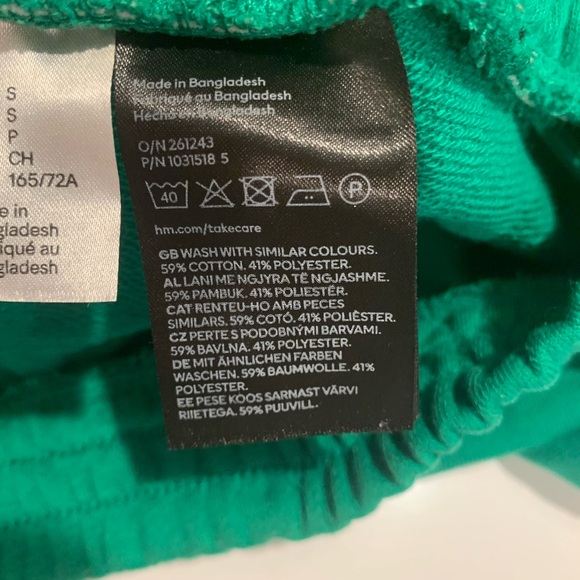 S
S
P
CH
165/72A
e in
gladesh
iqué au
gladesh
Made in Bangladesh
Fabriqué au Bangladesh
Hecho en Bangladesh
O/N 261243
P/N 1031518 5
40
P
hm.com/takecare
GB WASH WITH SIMILAR COLOURS.
59% COTTON. 41% POLYESTER.
AL LANI ME NGJYRA TË NGJASHME.
59% PAMBUK. 41% POLIESTËR.
CAT RENTEU-HO AMB PECES
SIMILARS. 59% COTÓ. 41% POLIÈSTER.
CZ PERTE S PODOBNÝMI BARVAMI.
59% BAVLNA. 41% POLYESTER.
DE MIT ÄHNLICHEN FARBEN
WASCHEN. 59% BAUMWOLLE. 41%
POLYESTER.
EE PESE KOOS SARNAST VÄRVI
RIIETEGA. 59% PUUVILL.